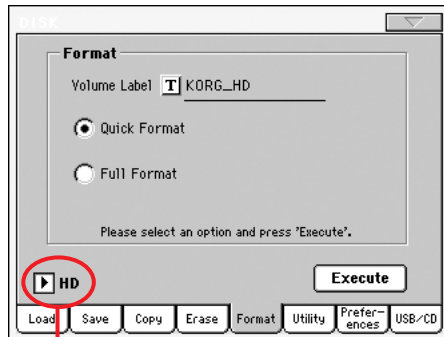 DISK
Format
Volume Label T KORG_HD
Quick Format
Full Format
Please select an option and press 'Execute'.
HD
Execute
Load Save Copy Erase Format Utility Prefer-ences USB/CD